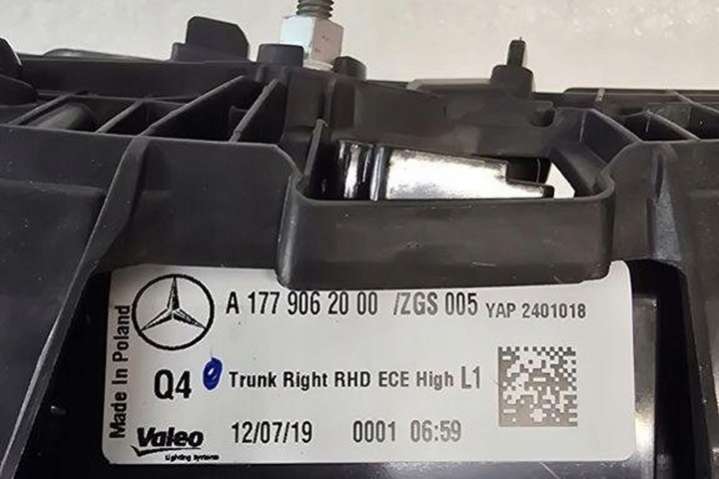 Made In Poland
A 177 906 20 00 /ZGS 005 YAP 2401018
Q4 Trunk Right RHD ECE High L1
Valeo 12/07/19 0001 06:59
Lighting Systems